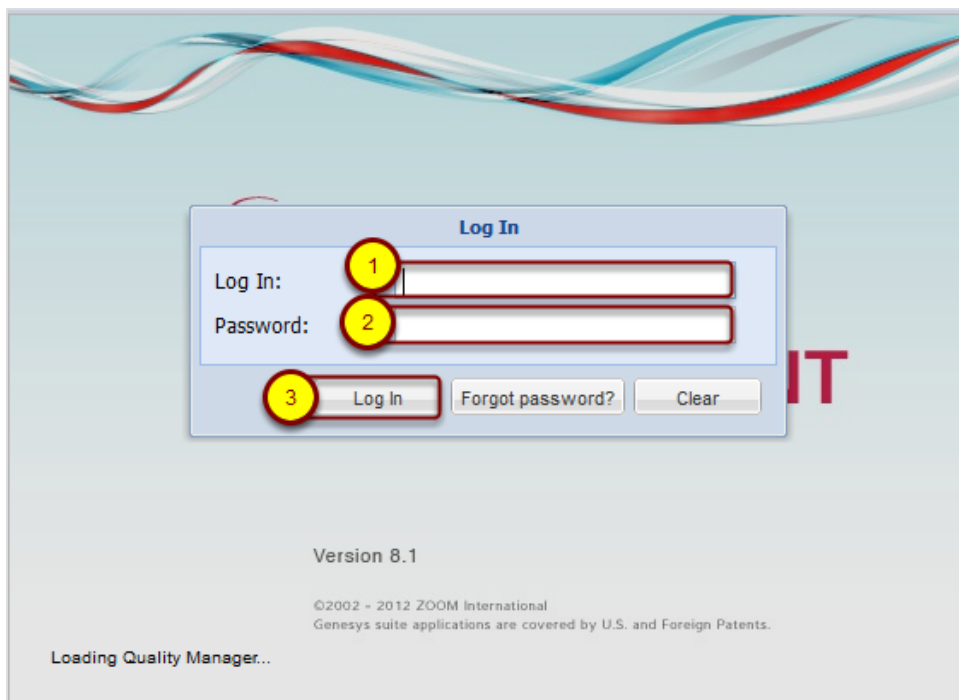 Log In
Log In: 1
Password: 2
3 Log In Forgot password? Clear
Version 8.1
©2002 - 2012 ZOOM International
Genesys suite applications are covered by U.S. and Foreign Patents.
Loading Quality Manager...